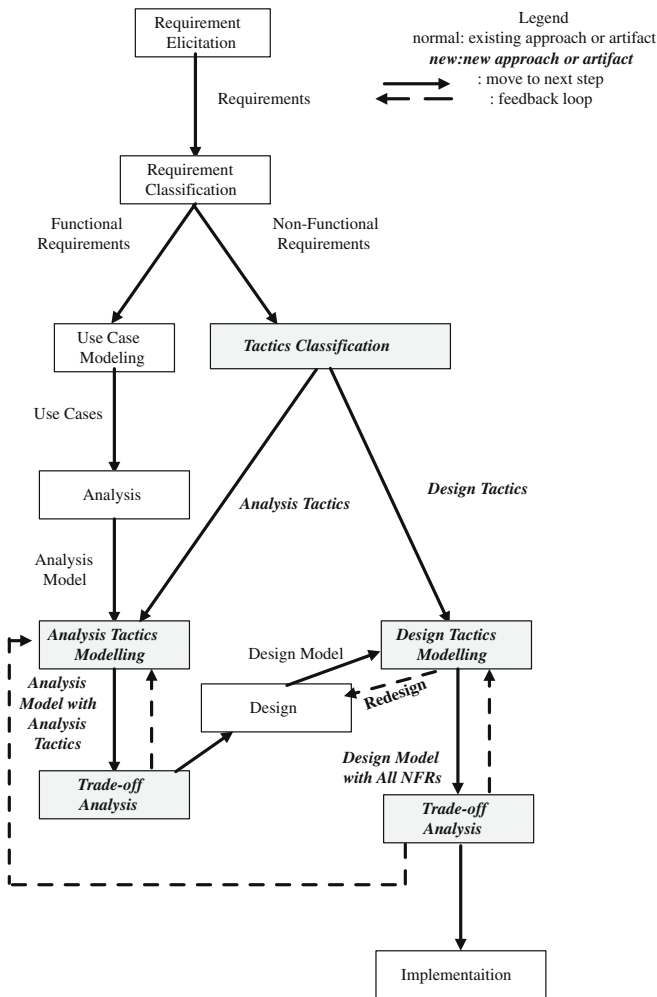 Requirement
Elicitation
Legend
normal: existing approach or artifact
new:new approach or artifact
: move to next step
: feedback loop
Requirements
Requirement
Classification
Functional
Requirements
Non-Functional
Requirements
Use Case
Modeling
Tactics Classification
Use Cases
Analysis
Analysis Tactics
Design Tactics
Analysis
Model
Analysis Tactics
Modelling
Design Model
Design Tactics
Modelling
Analysis
Model with
Analysis
Tactics
Design
Redesign
Design Model
with All NFRs
Trade-off
Analysis
Trade-off
Analysis
Implementaition